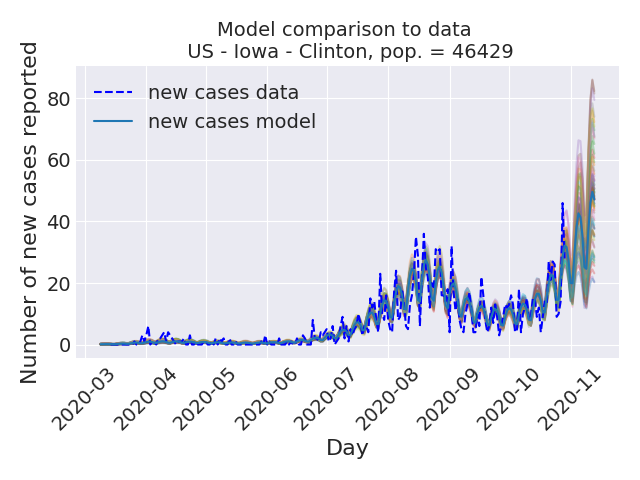 Model comparison to data
US - Iowa - Clinton, pop. = 46429
Number of new cases reported
80
60
40
20
0
new cases data
new cases model
2020-03
2020-04
2020-05
2020-06
2020-07
2020-08
2020-09
2020-10
2020-11
Day